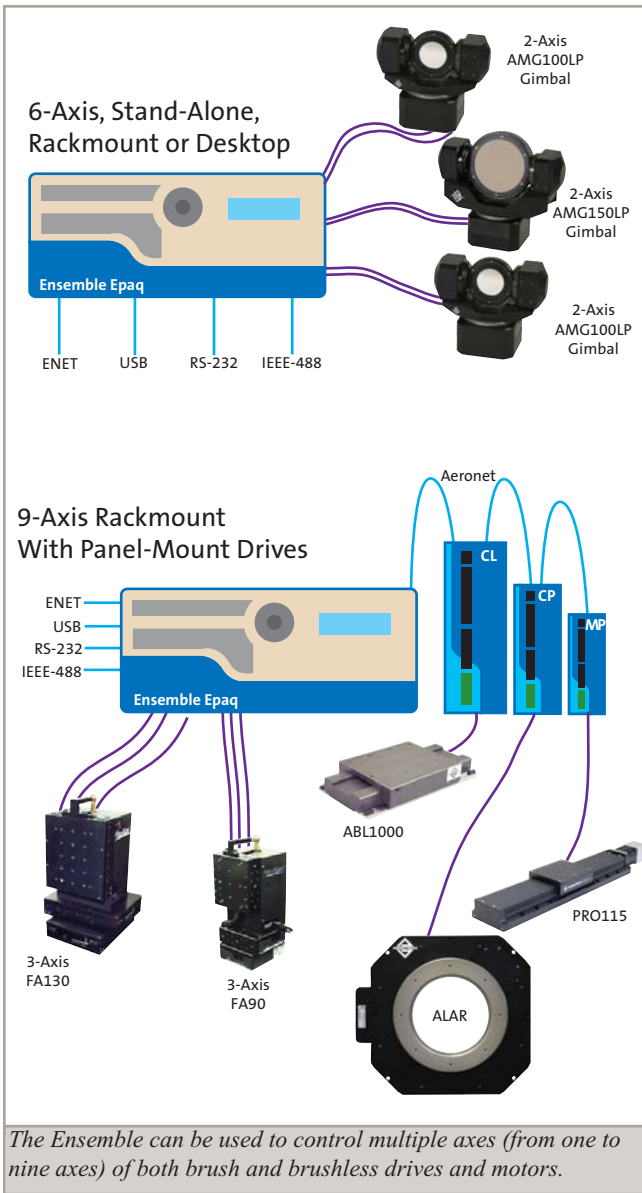 2-Axis
AMG100LP
Gimbal
6-Axis, Stand-Alone,
Rackmount or Desktop
2-Axis
AMG150LP
Gimbal
Ensemble Epaq
2-Axis
AMG100LP
Gimbal
ENET
USB
RS-232
IEEE-488
Aeronet
9-Axis Rackmount
With Panel-Mount Drives
CL
CP
MP
ENET
USB
RS-232
IEEE-488
Ensemble Epaq
ABL1000
PRO115
3-Axis
FA130
3-Axis
FA90
ALAR
The Ensemble can be used to control multiple axes (from one to
nine axes) of both brush and brushless drives and motors.